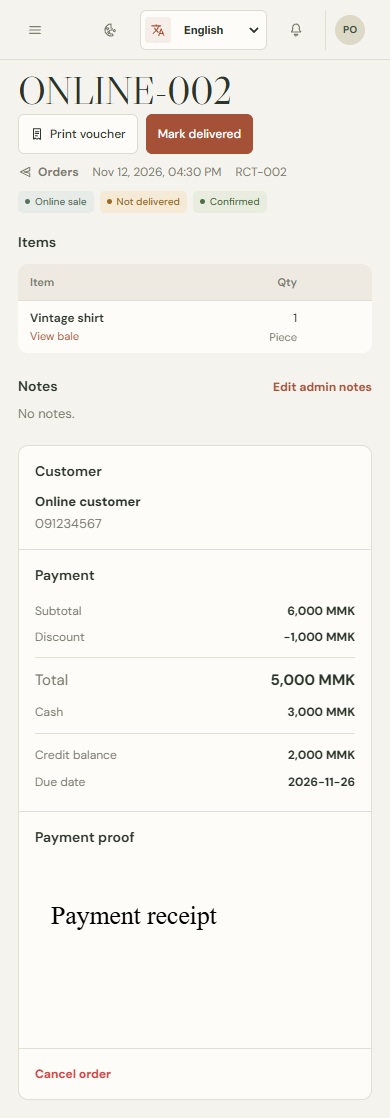 English
PO
ONLINE-002
Print voucher
Mark delivered
Orders Nov 12, 2026, 04:30 PM RCT-002
Online sale
Not delivered
Confirmed
Items
Item Qty
Vintage shirt 1
View bale Piece
Notes Edit admin notes
No notes.
Customer
Online customer
091234567
Payment
Subtotal 6,000 MMK
Discount -1,000 MMK
Total 5,000 MMK
Cash 3,000 MMK
Credit balance 2,000 MMK
Due date 2026-11-26
Payment proof
Payment receipt
Cancel order